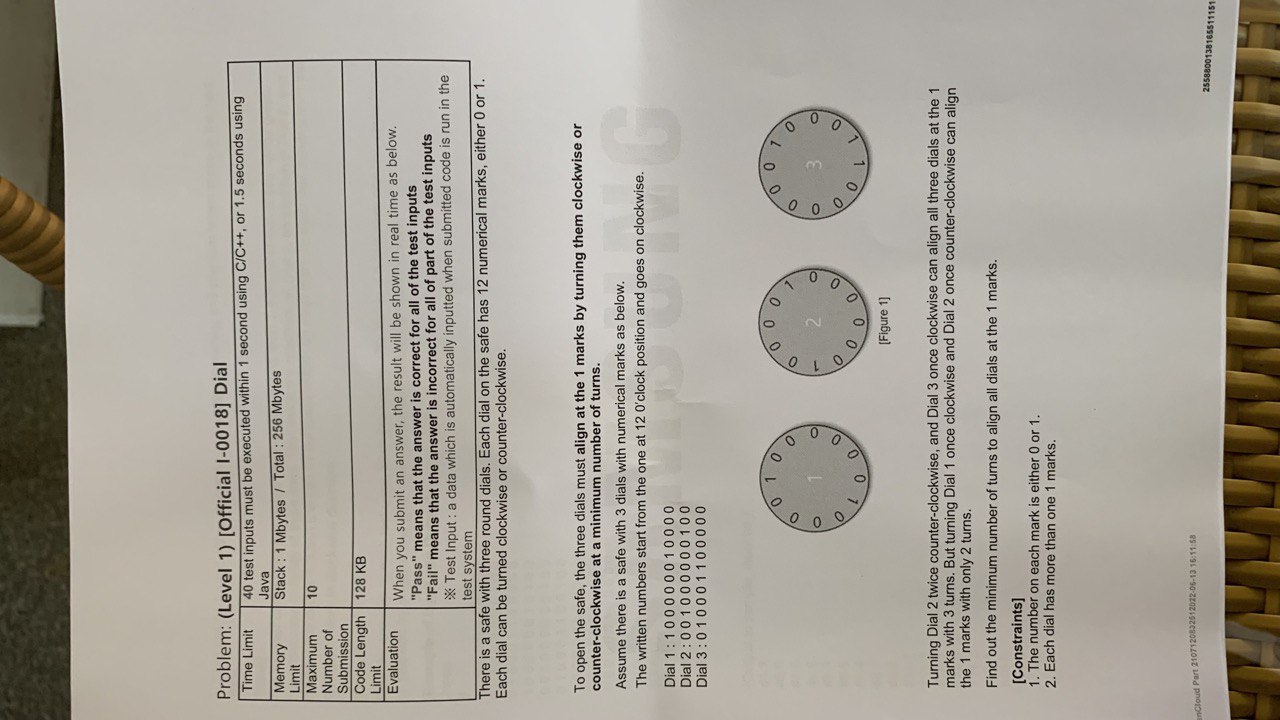 Problem: (Level 1) [Official I-0018] Dial
Time Limit 40 test inputs must be executed within 1 second using C/C++, or 1.5 seconds using
Java
Memory Stack : 1 Mbytes / Total : 256 Mbytes
Limit
Maximum 10
Number of
Submission
Code Length 128 KB
Limit
Evaluation When you submit an answer, the result will be shown in real time as below.
"Pass" means that the answer is correct for all of the test inputs
"Fail" means that the answer is incorrect for all of part of the test inputs
※ Test Input : a data which is automatically inputted when submitted code is run in the
test system
There is a safe with three round dials. Each dial on the safe has 12 numerical marks, either 0 or 1.
Each dial can be turned clockwise or counter-clockwise.
To open the safe, the three dials must align at the 1 marks by turning them clockwise or
counter-clockwise at a minimum number of turns.
Assume there is a safe with 3 dials with numerical marks as below.
The written numbers start from the one at 12 0'clock position and goes on clockwise.
SAMSUNG
Dial 1 : 1 0 0 0 0 0 0 1 0 0 0 0
Dial 2 : 0 0 1 0 0 0 0 0 0 1 0 0
Dial 3 : 0 1 0 0 0 1 1 0 0 0 0 0
1 0 0 0 0 0 0 1 0 0 0 0
1
0 0 1 0 0 0 0 0 0 1 0 0
2
0 1 0 0 0 1 1 0 0 0 0 0
3
[Figure 1]
Turning Dial 2 twice counter-clockwise, and Dial 3 once clockwise can align all three dials at the 1
marks with 3 turns. But turning Dial 1 once clockwise and Dial 2 once counter-clockwise can align
the 1 marks with only 2 turns.
Find out the minimum number of turns to align all dials at the 1 marks.
[Constraints]
1. The number on each mark is either 0 or 1.
2. Each dial has more than one 1 marks.
enCloud Part 2107120832512022-06-13 15:11:58
2558800138165511151